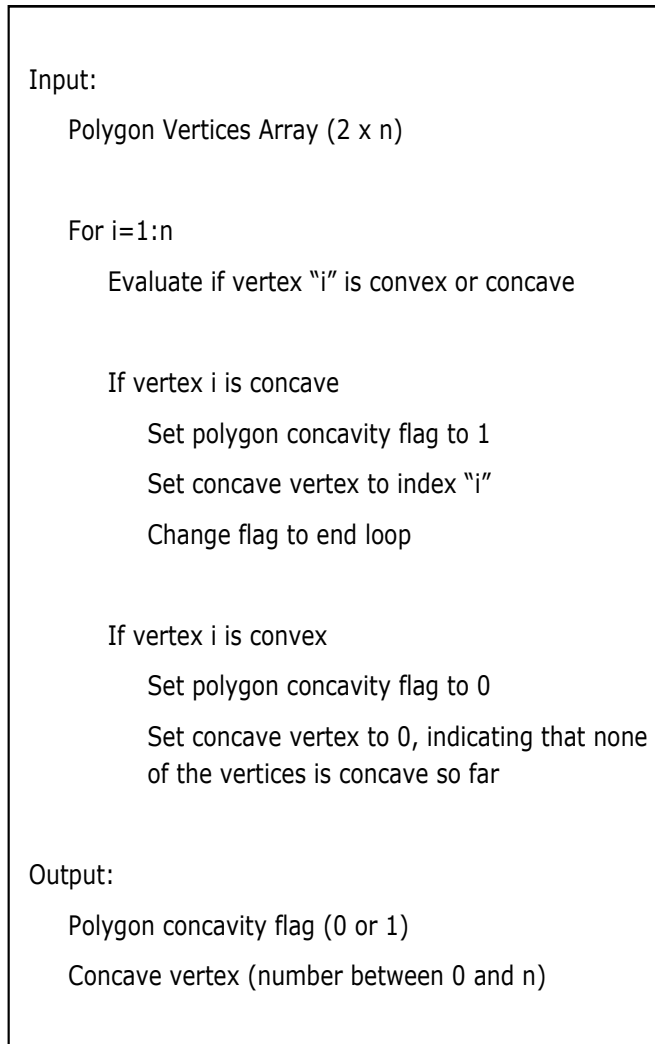 Input:
Polygon Vertices Array (2 x n)
For i=1:n
Evaluate if vertex “i” is convex or concave
If vertex i is concave
Set polygon concavity flag to 1
Set concave vertex to index “i”
Change flag to end loop
If vertex i is convex
Set polygon concavity flag to 0
Set concave vertex to 0, indicating that none
of the vertices is concave so far
Output:
Polygon concavity flag (0 or 1)
Concave vertex (number between 0 and n)